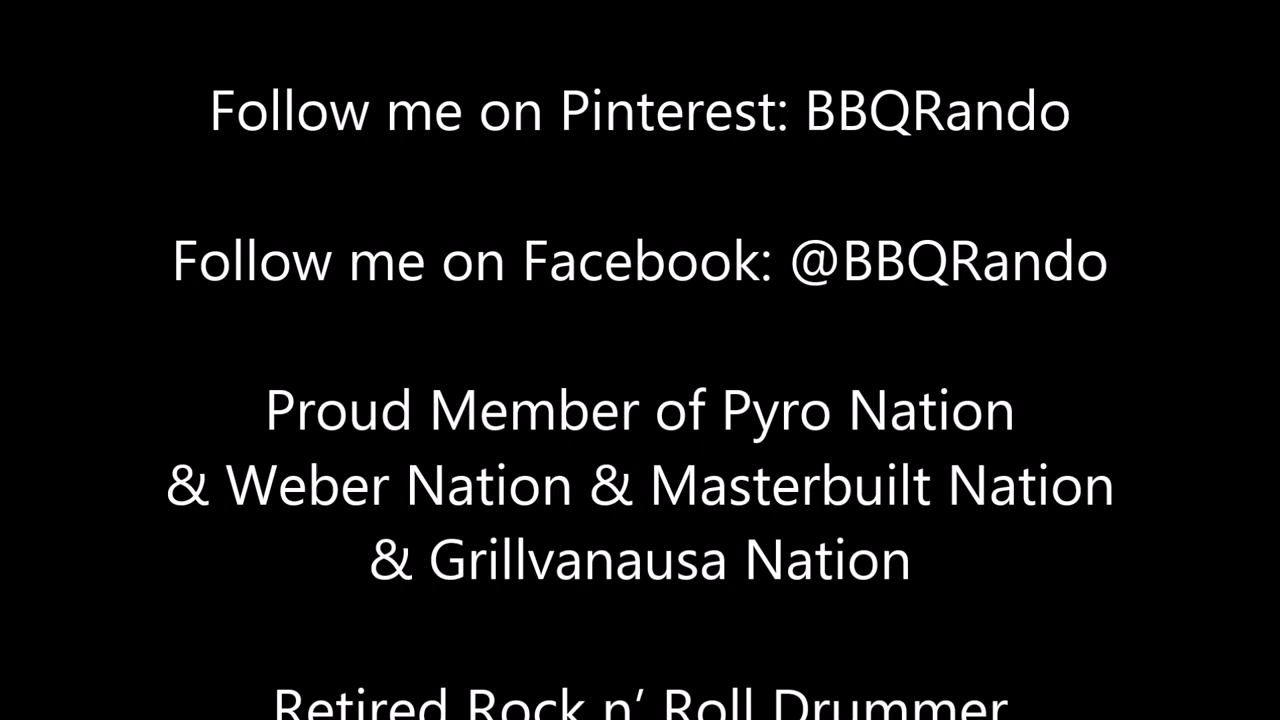 Follow me on Pinterest: BBQRando
Follow me on Facebook: @BBQRando
Proud Member of Pyro Nation
& Weber Nation & Masterbuilt Nation
& Grillvanausa Nation
Retired Rock n’ Roll Drummer